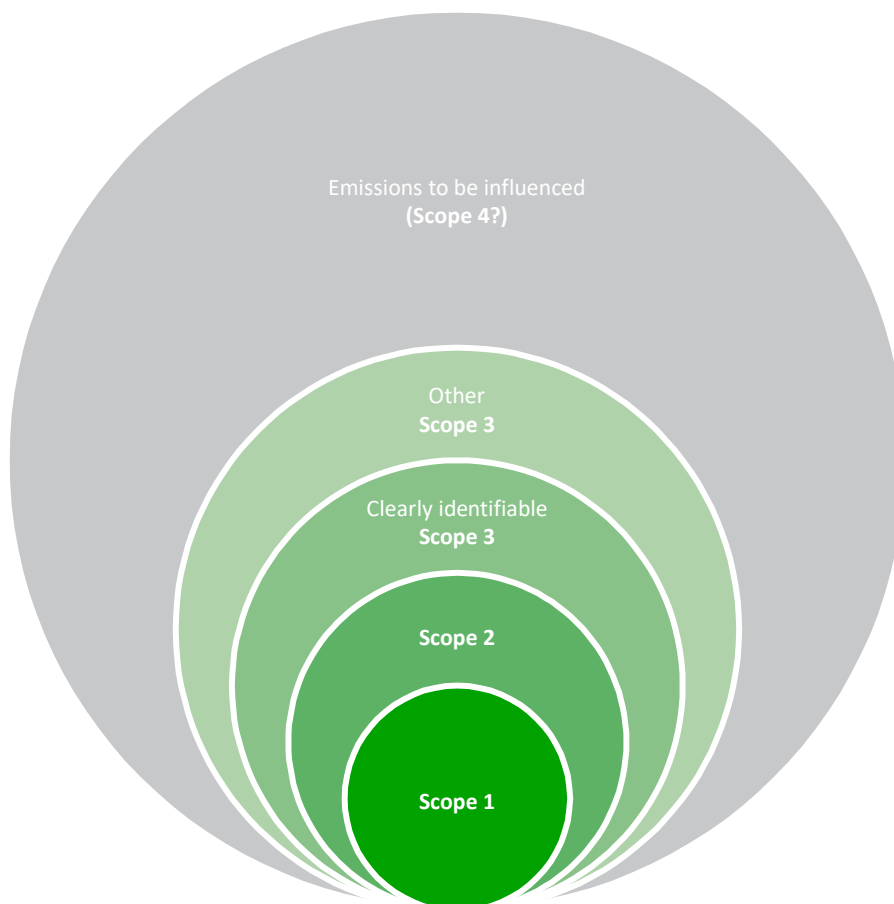 Emissions to be influenced
(Scope 4?)
Other
Scope 3
Clearly identifiable
Scope 3
Scope 2
Scope 1